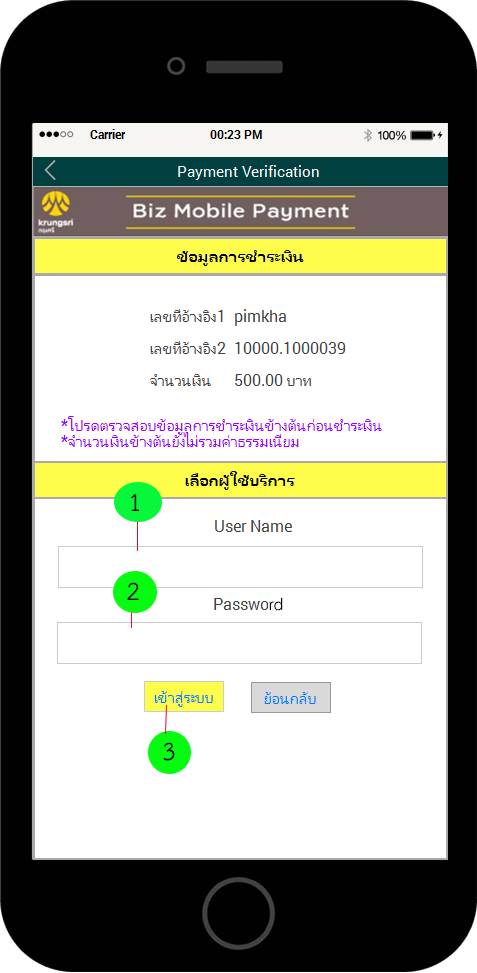 Carrier 00:23 PM 100%
Payment Verification
krungsri
กรุงศรี
Biz Mobile Payment
ข้อมูลการชำระเงิน
เลขที่อ้างอิง1 pimkha
เลขที่อ้างอิง2 10000.1000039
จำนวนเงิน 500.00 บาท
*โปรดตรวจสอบข้อมูลการชำระเงินข้างต้นก่อนชำระเงิน
*จำนวนเงินข้างต้นยังไม่รวมค่าธรรมเนียม
เลือกผู้ใช้บริการ
1
User Name
2
Password
เข้าสู่ระบบ ย้อนกลับ
3